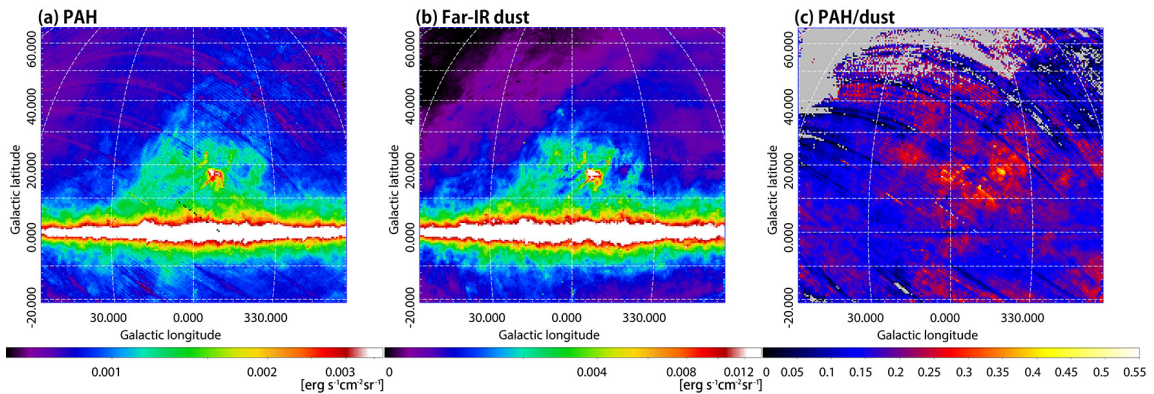 (a) PAH
(b) Far-IR dust
(c) PAH/dust
Galactic latitude
60.000
40.000
20.000
0.000
-20.000
30.000 0.000 330.000
Galactic longitude
Galactic latitude
60.000
40.000
20.000
0.000
-20.000
30.000 0.000 330.000
Galactic longitude
Galactic latitude
60.000
40.000
20.000
0.000
-20.000
30.000 0.000 330.000
Galactic longitude
0.001 0.002 0.003
[erg s⁻¹cm⁻²sr⁻¹]
0 0.004 0.008 0.012
[erg s⁻¹cm⁻²sr⁻¹]
0 0.05 0.1 0.15 0.2 0.25 0.3 0.35 0.4 0.45 0.5 0.55